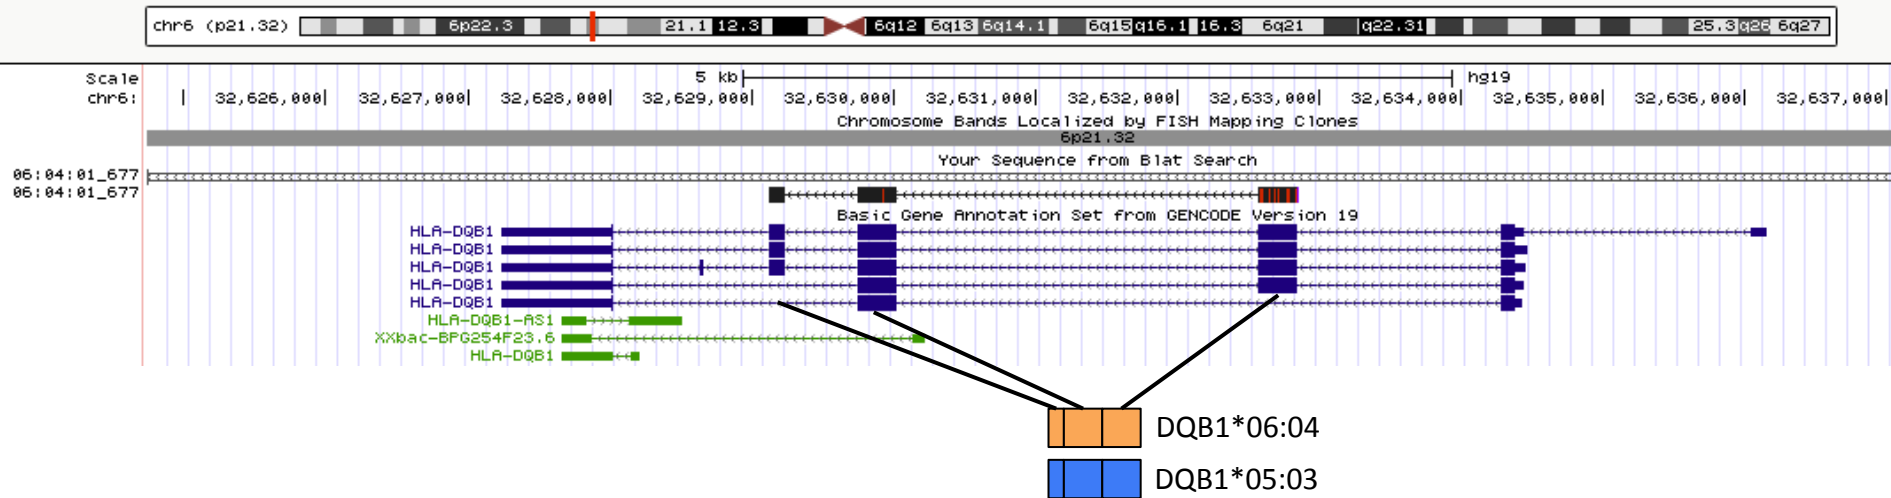 chr6 (p21.32) 6p22.3 21.1 12.3 6q12 6q13 6q14.1 6q15 q16.1 16.3 6q21 q22.31 25.3 q26 6q27
Scale 5 kb hg19
chr6: 32,626,000 32,627,000 32,628,000 32,629,000 32,630,000 32,631,000 32,632,000 32,633,000 32,634,000 32,635,000 32,636,000 32,637,000
Chromosome Bands Localized by FISH Mapping Clones
6p21.32
Your Sequence from Blat Search
06:04:01_677
06:04:01_677
Basic Gene Annotation Set from GENCODE Version 19
HLA-DQB1
HLA-DQB1
HLA-DQB1
HLA-DQB1
HLA-DQB1
HLA-DQB1-AS1
XXbac-BPG254F23.6
HLA-DQB1
DQB1*06:04
DQB1*05:03